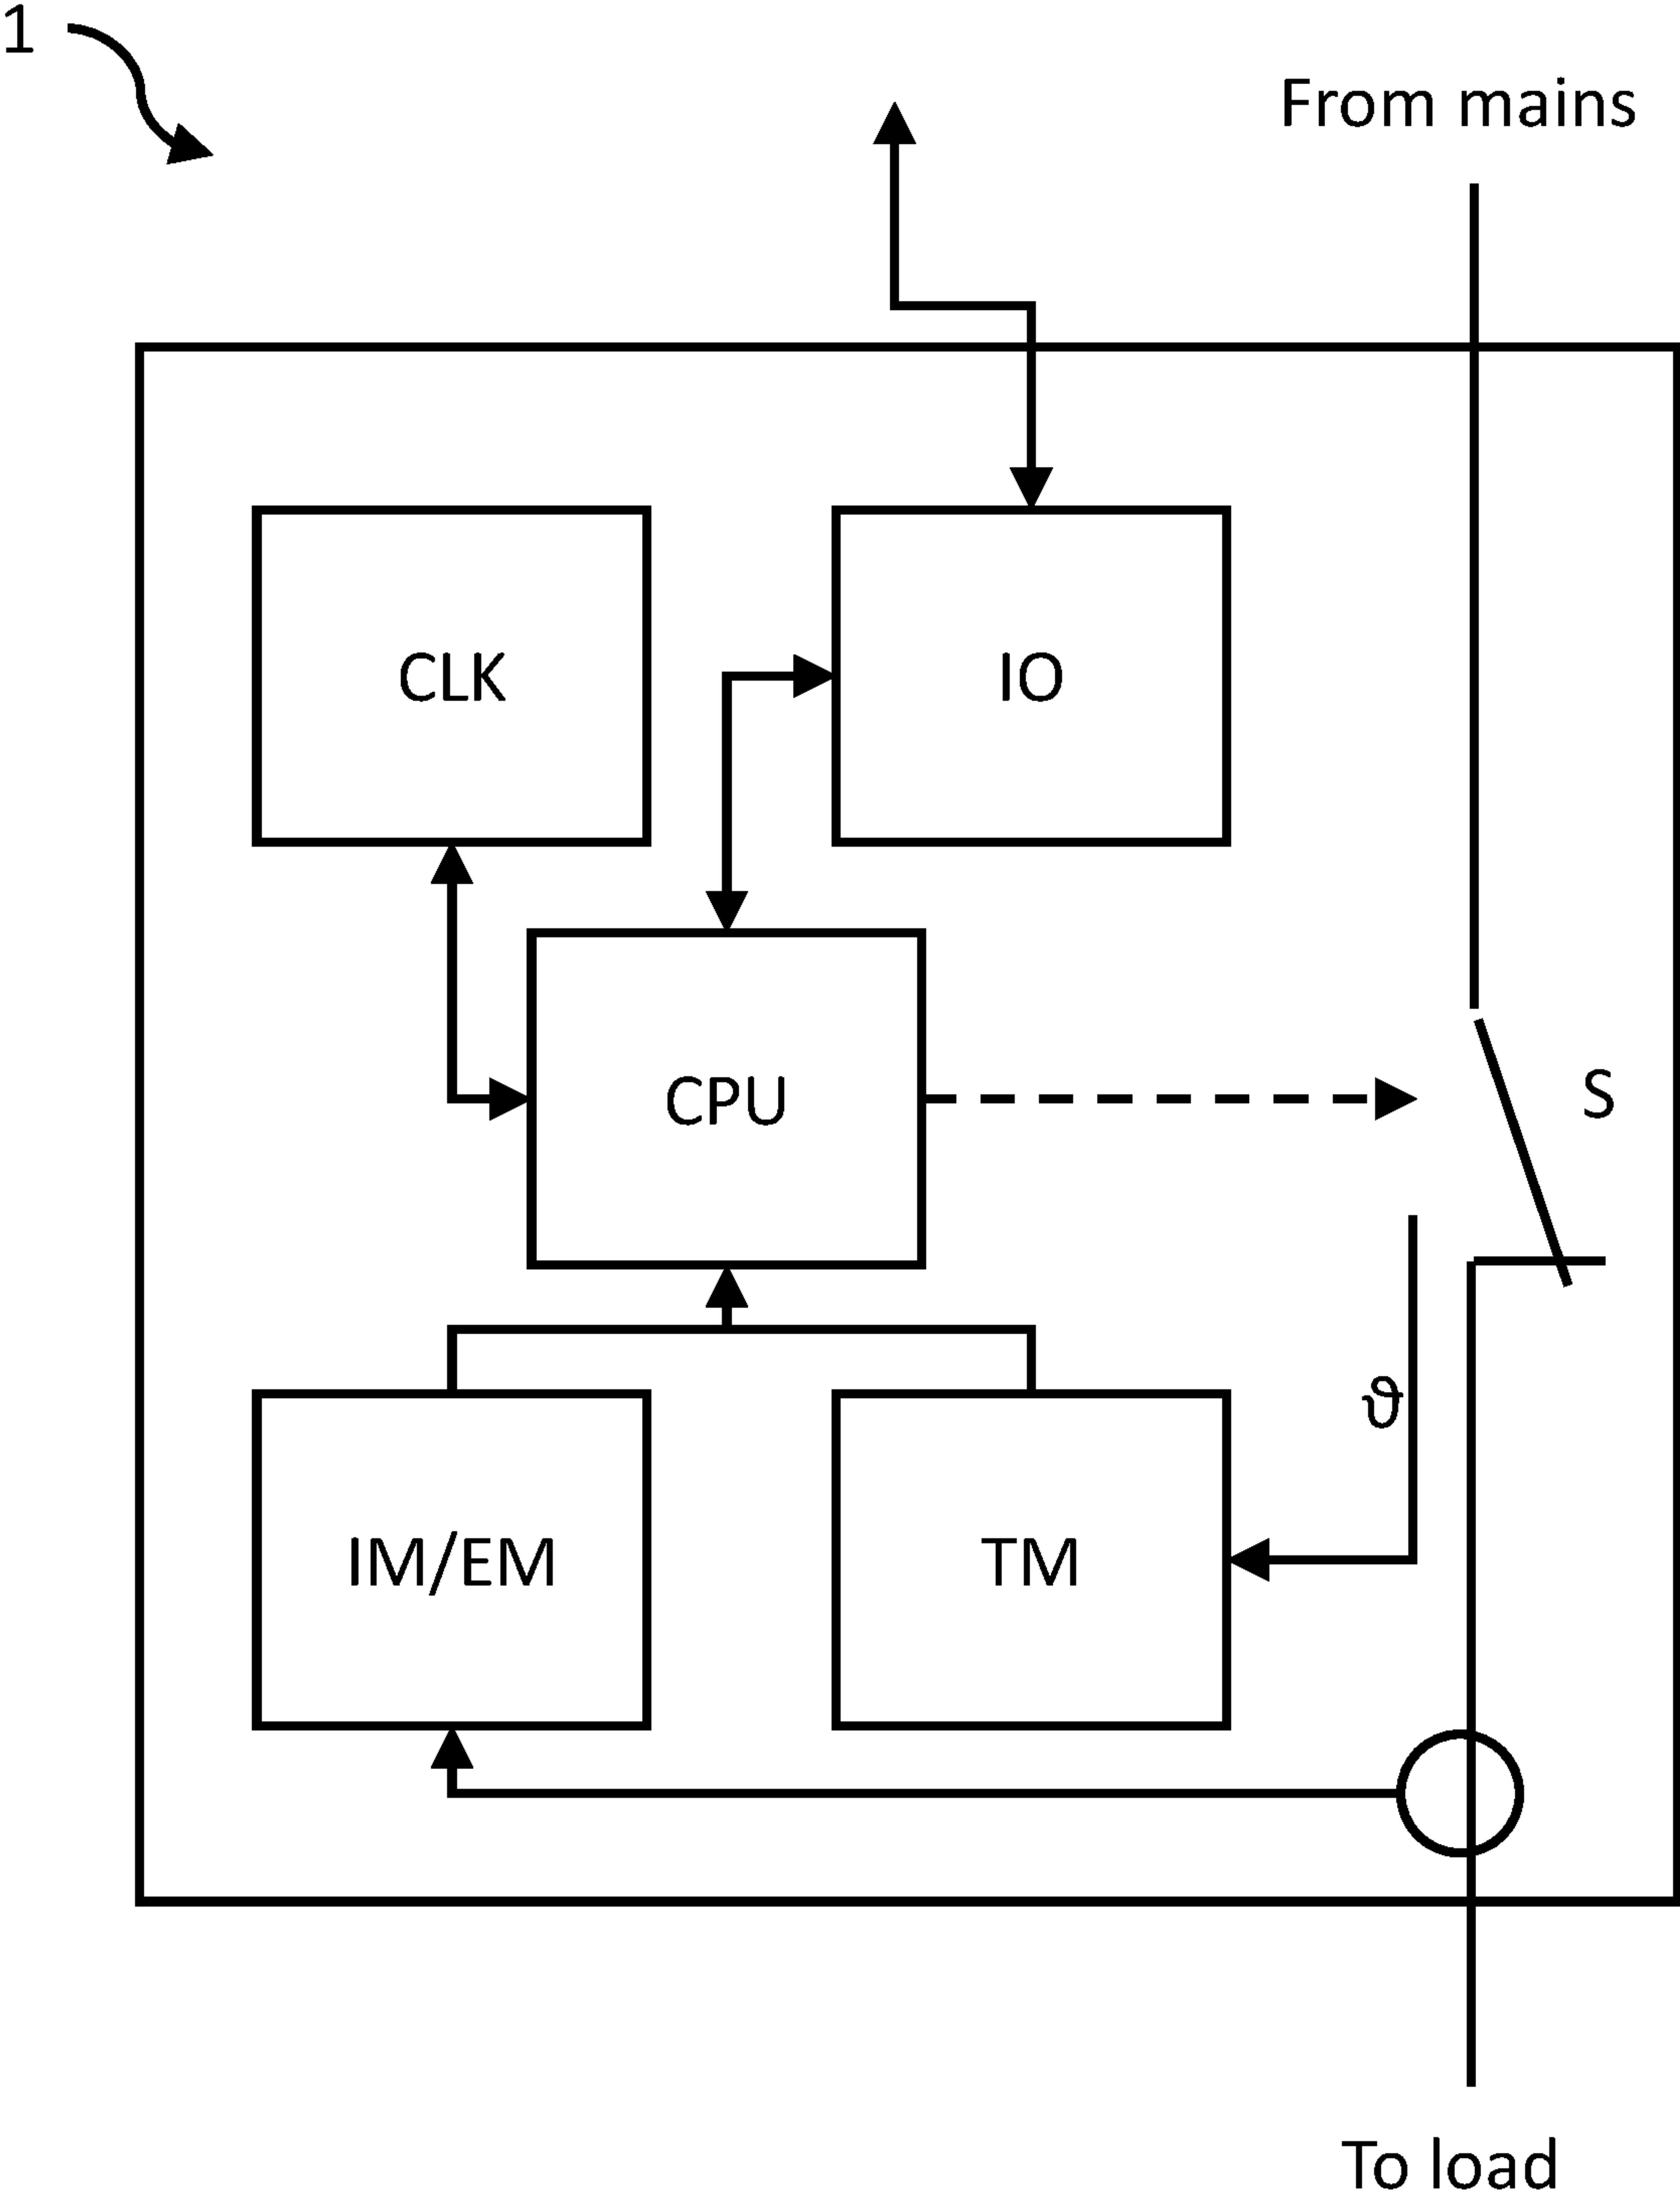 1
From mains
CLK
IO
CPU
S
ϑ
IM/EM
TM
To load